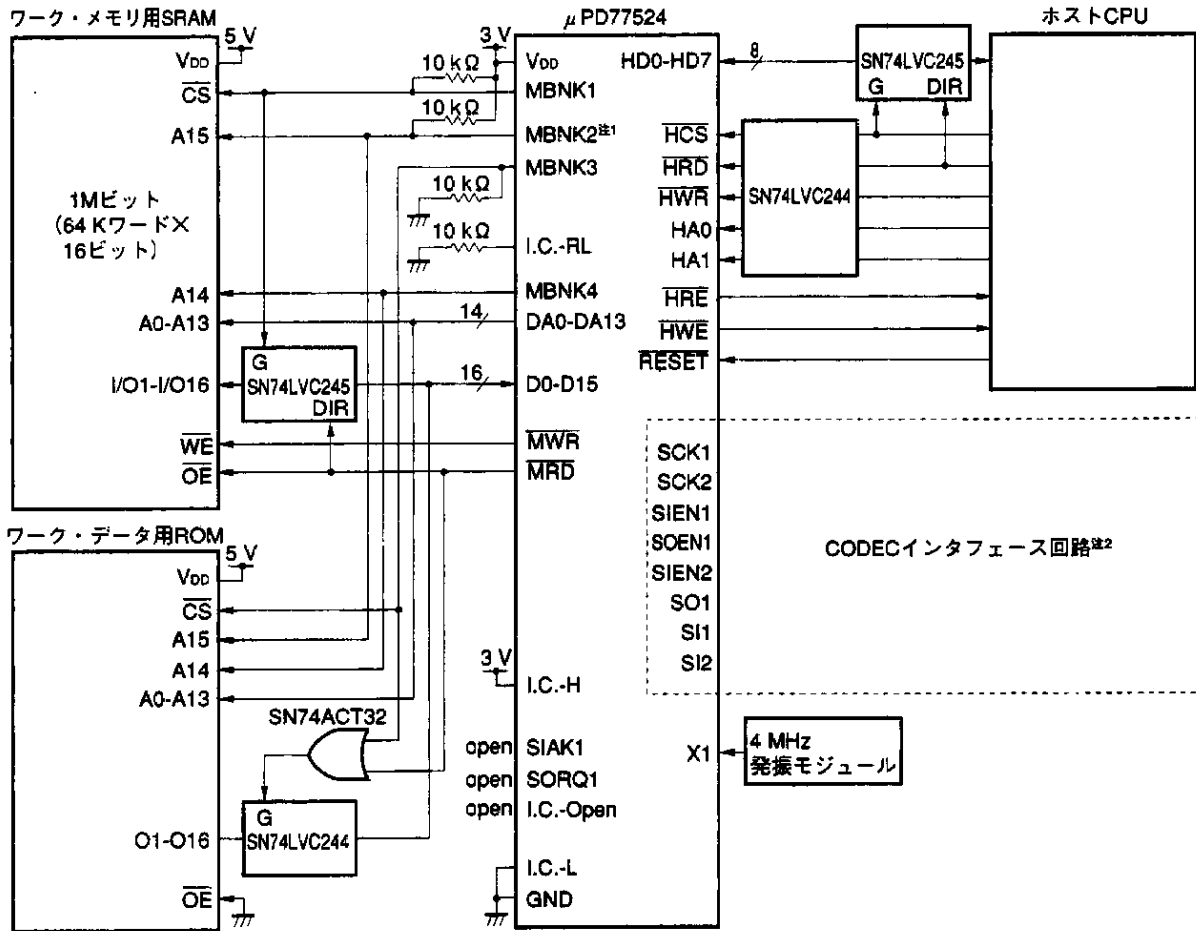 ワーク・メモリ用SRAM
5 V
VDD
CS
A15
1Mビット
(64 Kワード×
16ビット)
A14
A0-A13
I/O1-I/O16
WE
OE
G
SN74LVC245
DIR
10 kΩ
10 kΩ
10 kΩ
10 kΩ
14
16
μPD77524
3 V
VDD
MBNK1
MBNK2注1
MBNK3
I.C.-RL
MBNK4
DA0-DA13
D0-D15
MWR
MRD
3 V
I.C.-H
open SIAK1
open SORQ1
open I.C.-Open
I.C.-L
GND
HD0-HD7
HCS
HRD
HWR
HA0
HA1
HRE
HWE
RESET
8
SN74LVC245
G DIR
SN74LVC244
ホストCPU
SCK1
SCK2
SIEN1
SOEN1
SIEN2
SO1
SI1
SI2
CODECインタフェース回路注2
X1
4 MHz
発振モジュール
ワーク・データ用ROM
5 V
VDD
CS
A15
A14
A0-A13
SN74ACT32
O1-O16
G
SN74LVC244
OE